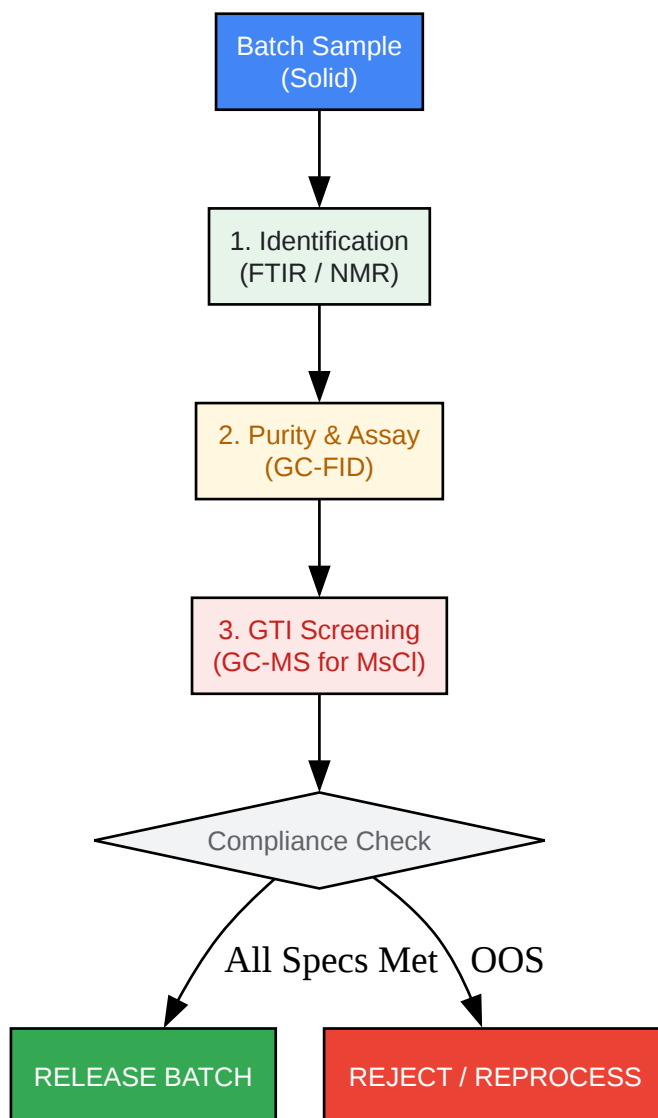 Batch Sample
(Solid)
1. Identification
(FTIR / NMR)
2. Purity & Assay
(GC-FID)
3. GTI Screening
(GC-MS for MsCl)
Compliance Check
All Specs Met
OOS
RELEASE BATCH
REJECT / REPROCESS